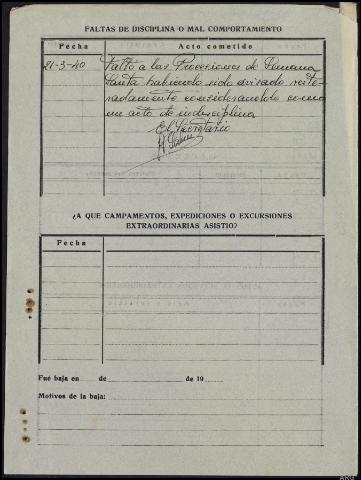 FALTAS DE DISCIPLINA O MAL COMPORTAMIENTO
Fecha Acto cometido
21-3-40 Falto a las Procesiones de Semana
Santa habiendo sido avisado reite-
radamente considerandolo como
un acto de indisciplina
El Secretario
¿A QUE CAMPAMENTOS, EXPEDICIONES O EXCURSIONES
EXTRAORDINARIAS ASISTIO?
Fecha
Fué baja en de de 19
Motivos de la baja: